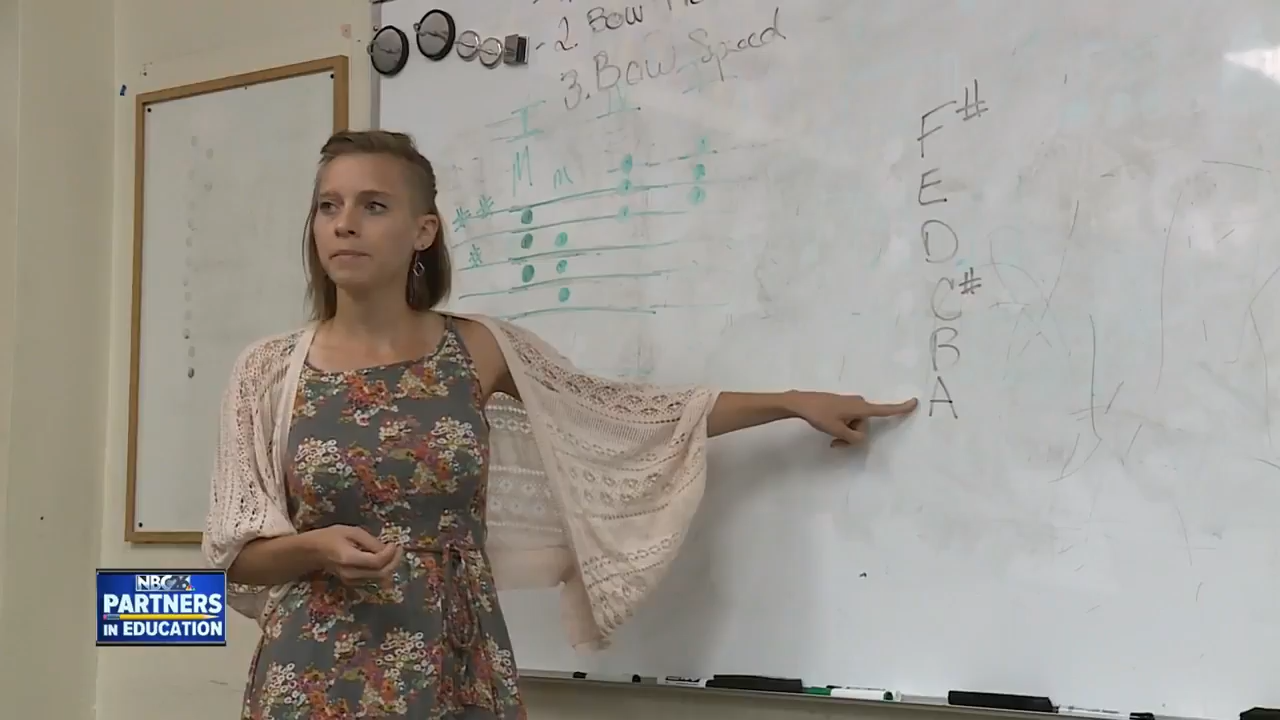 2. Bow
3. Bow Speed
I
M m
F#
E
D
C#
B
A
NBC26
PARTNERS
IN EDUCATION